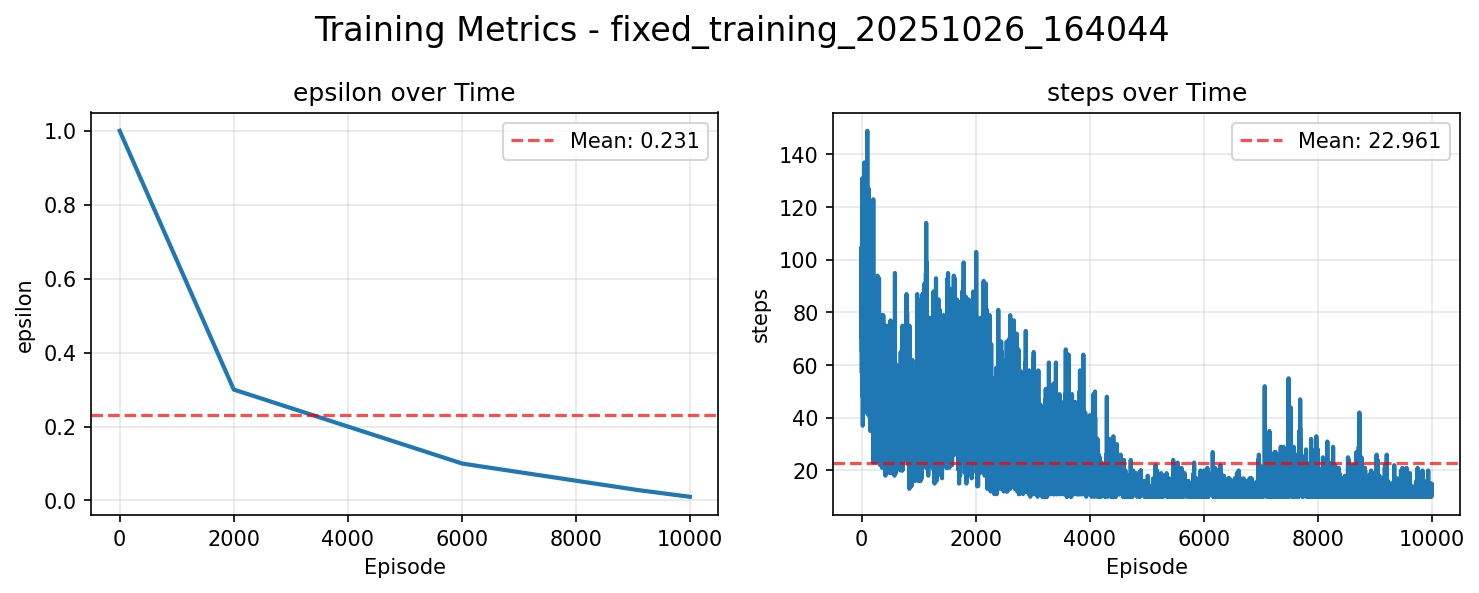 Training Metrics - fixed_training_20251026_164044
epsilon over Time
Mean: 0.231
1.0
0.8
0.6
0.4
0.2
0.0
epsilon
0 2000 4000 6000 8000 10000
Episode
steps over Time
Mean: 22.961
140
120
100
80
60
40
20
steps
0 2000 4000 6000 8000 10000
Episode